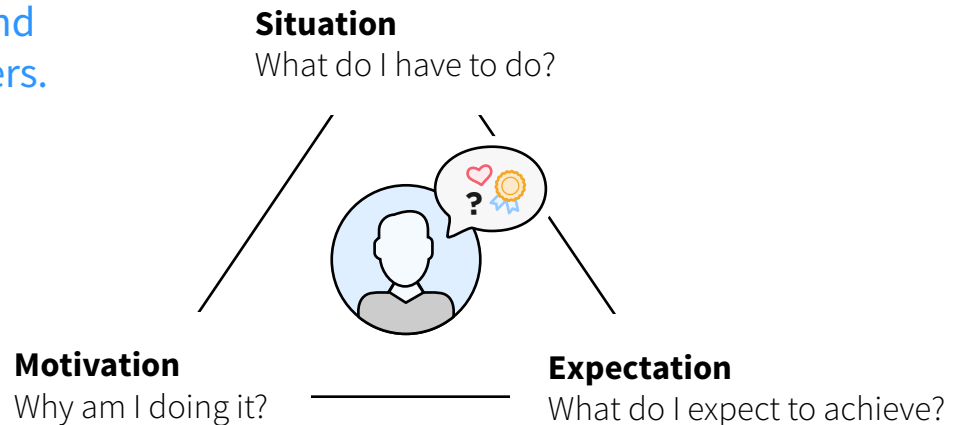 nd
ers.
Situation
What do I have to do?
?
Motivation
Why am I doing it?
Expectation
What do I expect to achieve?